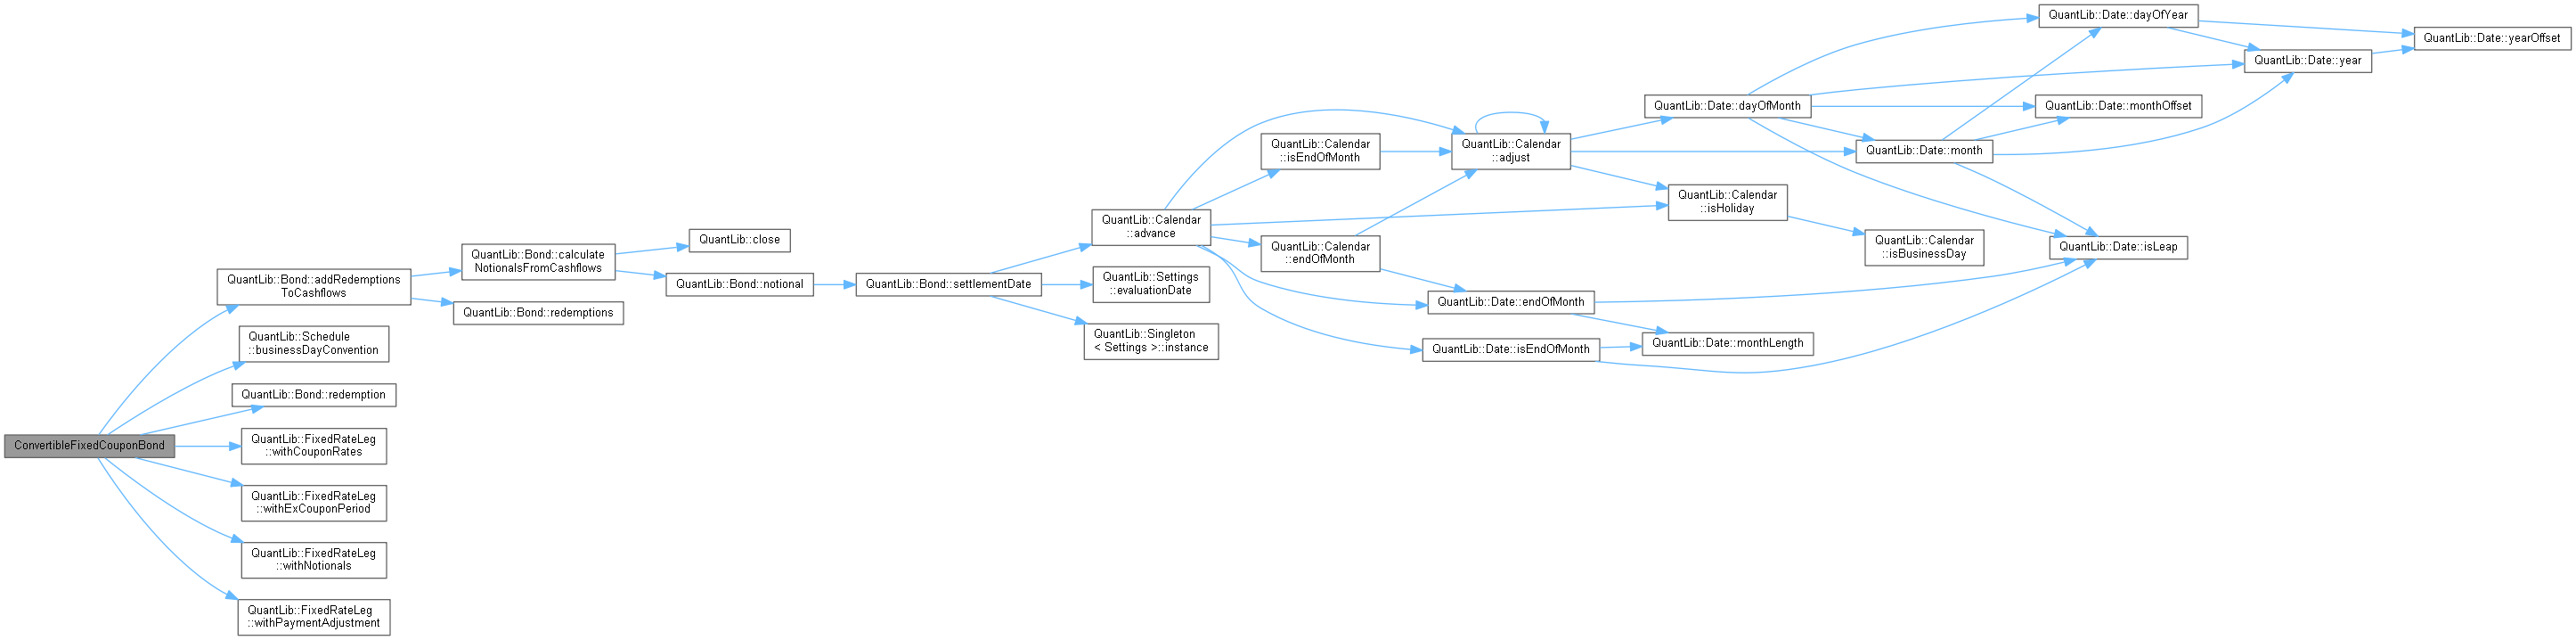 ConvertibleFixedCouponBond
QuantLib::Bond::addRedemptions
ToCashflows
QuantLib::Schedule
::businessDayConvention
QuantLib::Bond::redemption
QuantLib::FixedRateLeg
::withCouponRates
QuantLib::FixedRateLeg
::withExCouponPeriod
QuantLib::FixedRateLeg
::withNotionals
QuantLib::FixedRateLeg
::withPaymentAdjustment
QuantLib::Bond::calculate
NotionalsFromCashflows
QuantLib::Bond::redemptions
QuantLib::close
QuantLib::Bond::notional
QuantLib::Bond::settlementDate
QuantLib::Calendar
::advance
QuantLib::Settings
::evaluationDate
QuantLib::Singleton
< Settings >::instance
QuantLib::Calendar
::isEndOfMonth
QuantLib::Calendar
::endOfMonth
QuantLib::Calendar
::adjust
QuantLib::Date::endOfMonth
QuantLib::Date::isEndOfMonth
QuantLib::Date::dayOfMonth
QuantLib::Calendar
::isHoliday
QuantLib::Date::monthLength
QuantLib::Date::month
QuantLib::Calendar
::isBusinessDay
QuantLib::Date::dayOfYear
QuantLib::Date::monthOffset
QuantLib::Date::isLeap
QuantLib::Date::year
QuantLib::Date::yearOffset